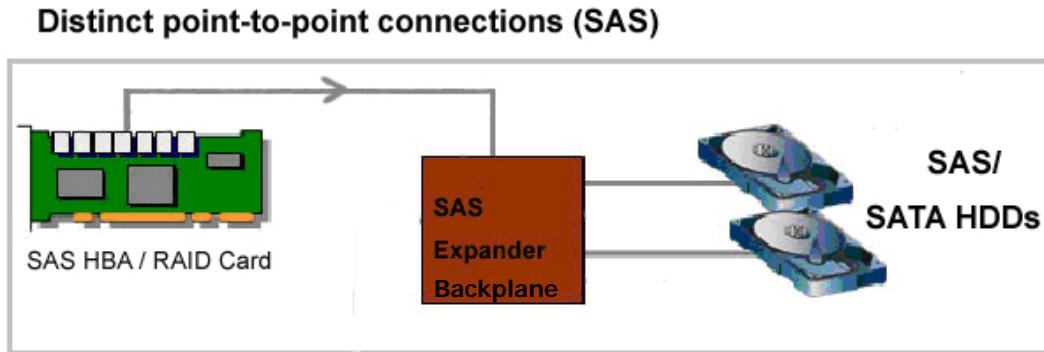 Distinct point-to-point connections (SAS)
SAS HBA / RAID Card
SAS
Expander
Backplane
SAS/
SATA HDDs